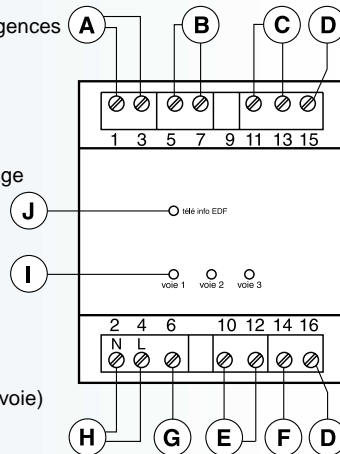 gences A B C D
1 3 5 7 9 11 13 15
ge
J télé info EDF
I
voie 1 voie 2 voie 3
2 4 6 10 12 14 16
N L
voie)
H G E F D